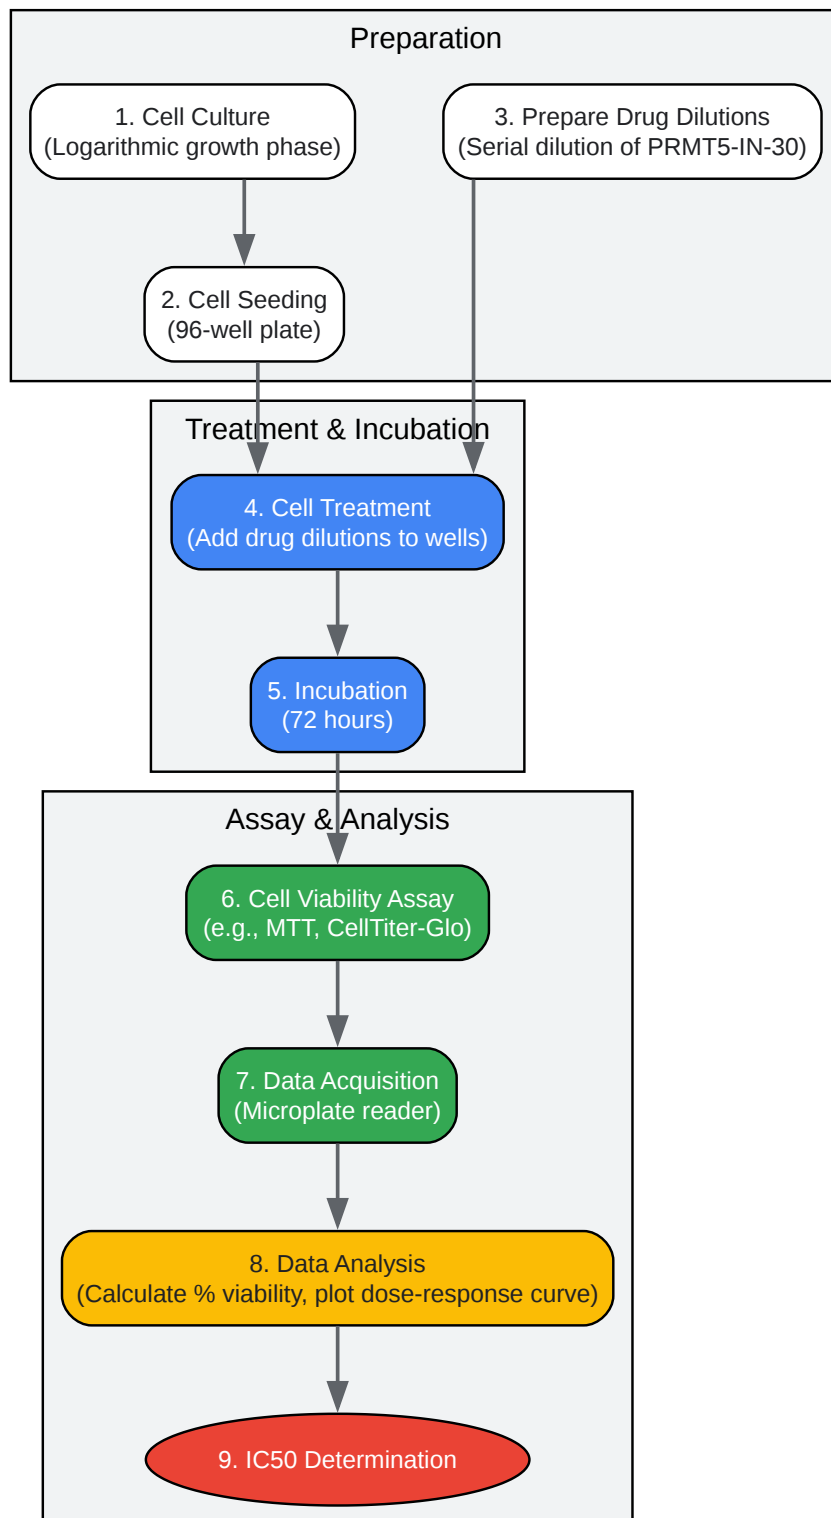 Preparation
1. Cell Culture
(Logarithmic growth phase)
3. Prepare Drug Dilutions
(Serial dilution of PRMT5-IN-30)
2. Cell Seeding
(96-well plate)
Treatment & Incubation
4. Cell Treatment
(Add drug dilutions to wells)
5. Incubation
(72 hours)
Assay & Analysis
6. Cell Viability Assay
(e.g., MTT, CellTiter-Glo)
7. Data Acquisition
(Microplate reader)
8. Data Analysis
(Calculate % viability, plot dose-response curve)
9. IC50 Determination